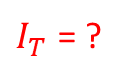 I_T = ?